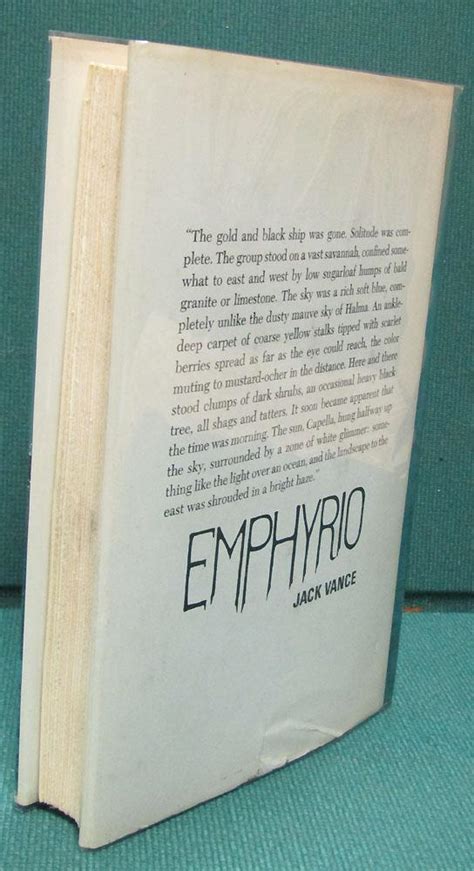 "The gold and black ship was gone. Solitude was com-
plete. The group stood on a vast savannah, confined some-
what to east and west by low sugarloaf humps of bald
granite or limestone. The sky was a rich soft blue, com-
pletely unlike the dusty mauve sky of Halma. An ankle-
deep carpet of coarse yellow stalks tipped with scarlet
berries spread as far as the eye could reach, the color
muting to mustard-ocher in the distance. Here and there
stood clumps of dark shrubs, an occasional heavy black
tree, all shags and tatters. It soon became apparent that
the time was morning. The sun, Capella, hung halfway up
the sky, surrounded by a zone of white glimmer: some-
thing like the light over an ocean, and the landscape to the
east was shrouded in a bright haze."
EMPHYRIO
JACK VANCE